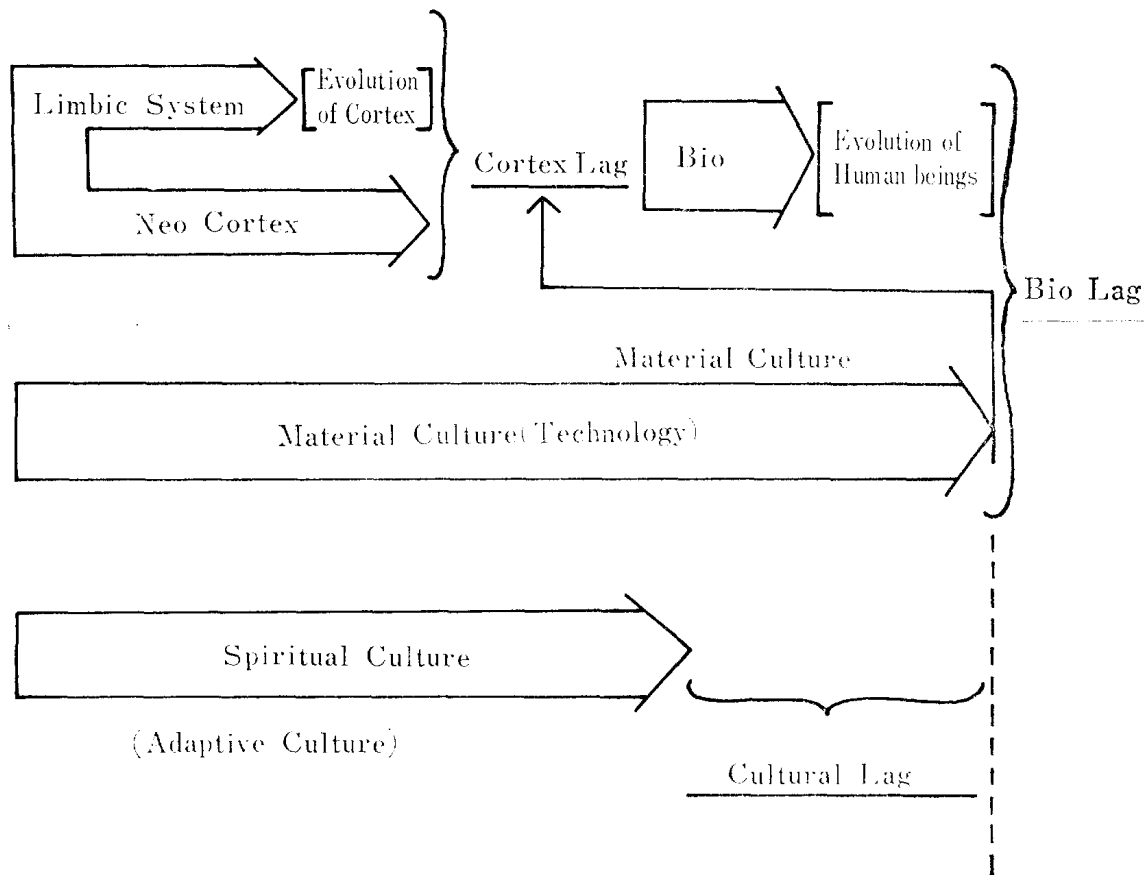 Limbic System
[Evolution
of Cortex]
Neo Cortex
Cortex Lag
Bio
[Evolution of
Human beings]
Bio Lag
Material Culture
Material Culture(Technology)
Spiritual Culture
(Adaptive Culture)
Cultural Lag